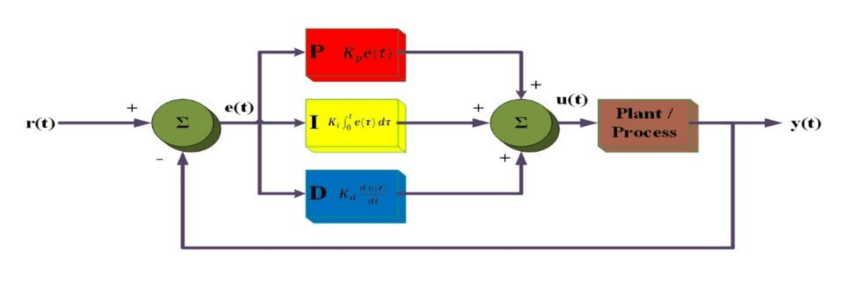 P K_p e(t)
+
+ e(t) + u(t) Plant /
r(t) Σ I K_i ∫_0^t e(τ) dτ Σ Process y(t)
- +
D K_d de(t)/dt